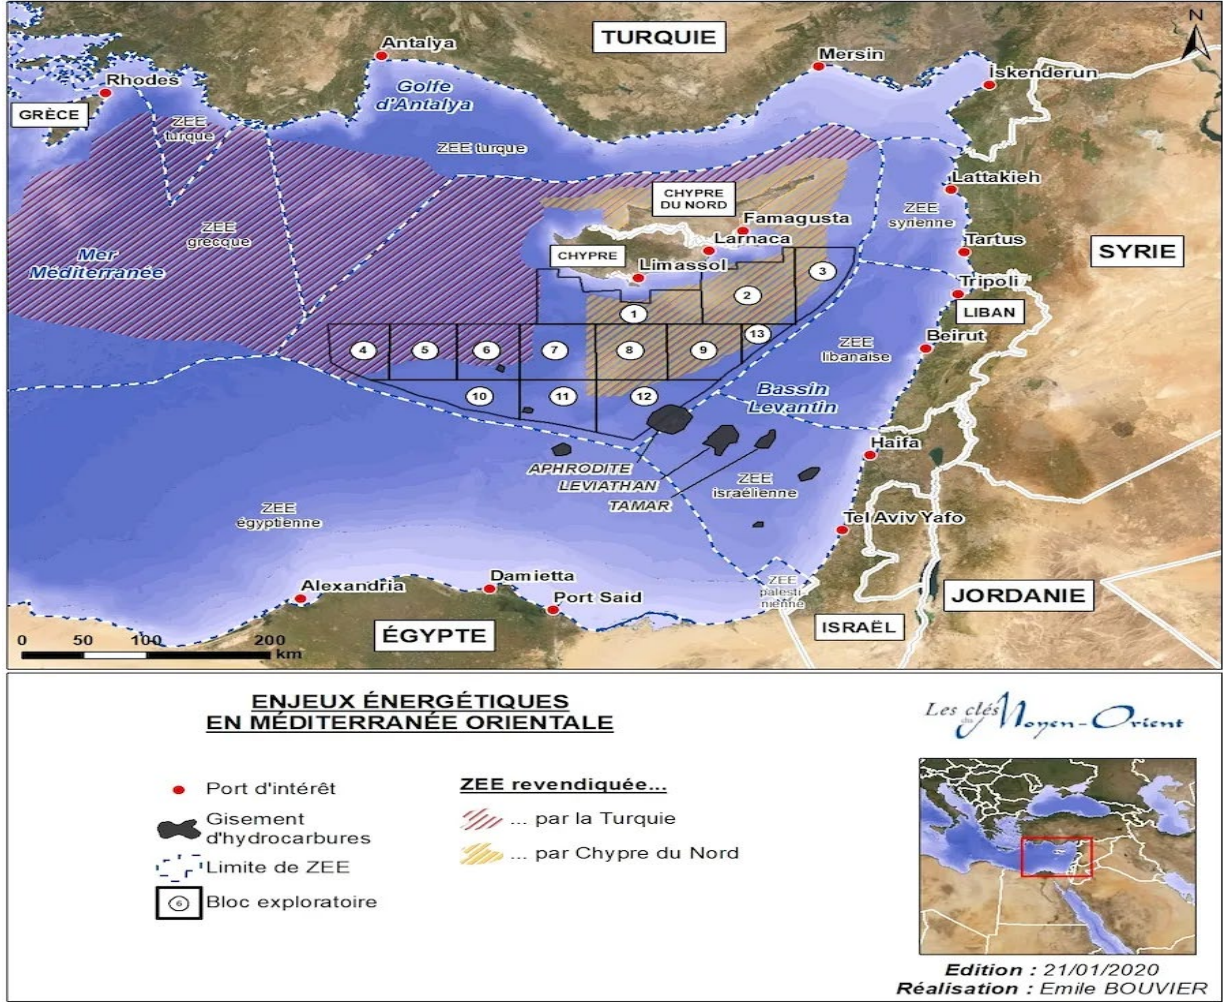 TURQUIE
N
Antalya
Mersin
Rhodes
İskenderun
Golfe
d'Antalya
GRÈCE
ZEE
turque
ZEE turque
Lattakieh
CHYPRE
DU NORD
ZEE
syrienne
Famagusta
ZEE
grecque
Larnaca
Tartus
SYRIE
Mer
Méditerranée
CHYPRE
Limassol
3
Tripoli
2
LIBAN
1
13
Beirut
4
5
6
7
8
9
ZEE
libanaise
10
11
12
Bassin
Levantin
Haifa
APHRODITE
LEVIATHAN
TAMAR
ZEE
israélienne
ZEE
égyptienne
Tel Aviv Yafo
Damietta
ZEE
palesti-
nienne
Alexandria
Port Said
JORDANIE
ÉGYPTE
ISRAËL
0 50 100 200
km
ENJEUX ÉNERGÉTIQUES
EN MÉDITERRANÉE ORIENTALE
Les clés
du Moyen-Orient
Port d'intérêt
Gisement
d'hydrocarbures
Limite de ZEE
6
Bloc exploratoire
ZEE revendiquée...
... par la Turquie
... par Chypre du Nord
Edition : 21/01/2020
Réalisation : Emile BOUVIER